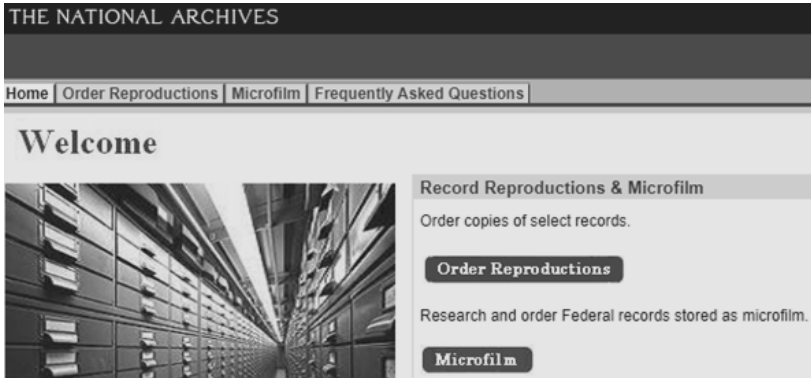 THE NATIONAL ARCHIVES
Home Order Reproductions Microfilm Frequently Asked Questions
Welcome
Record Reproductions & Microfilm
Order copies of select records.
Order Reproductions
Research and order Federal records stored as microfilm.
Microfilm